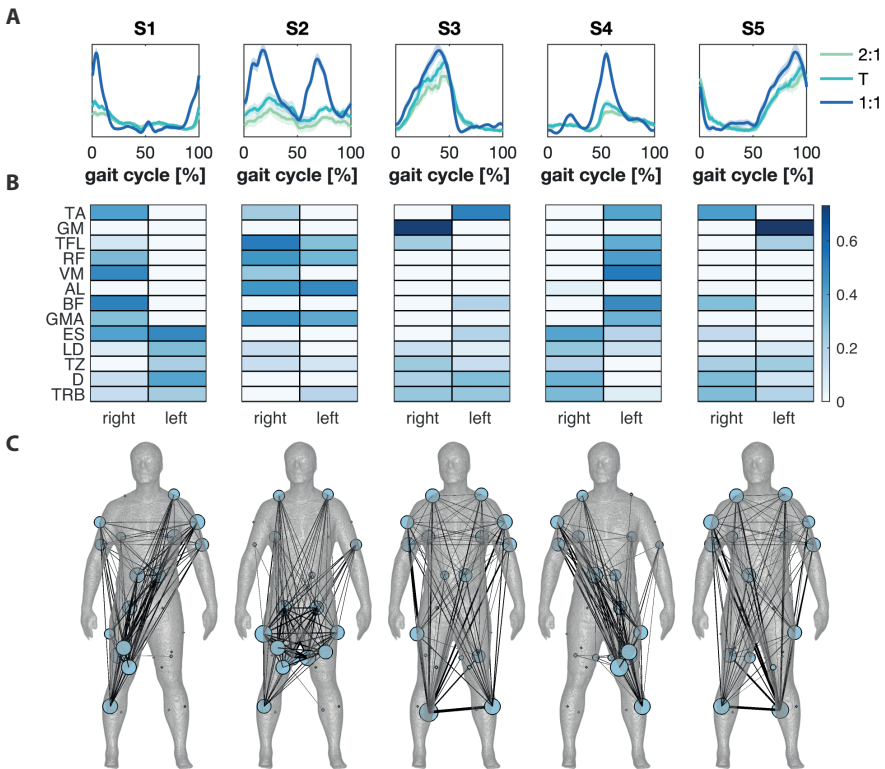 A
S1 S2 S3 S4 S5
2:1
T
1:1
0 50 100 0 50 100 0 50 100 0 50 100 0 50 100
gait cycle [%] gait cycle [%] gait cycle [%] gait cycle [%] gait cycle [%]
B
TA
GM
TFL
RF
VM
AL
BF
GMA
ES
LD
TZ
D
TRB
0.6
0.4
0.2
0
right left right left right left right left right left
C